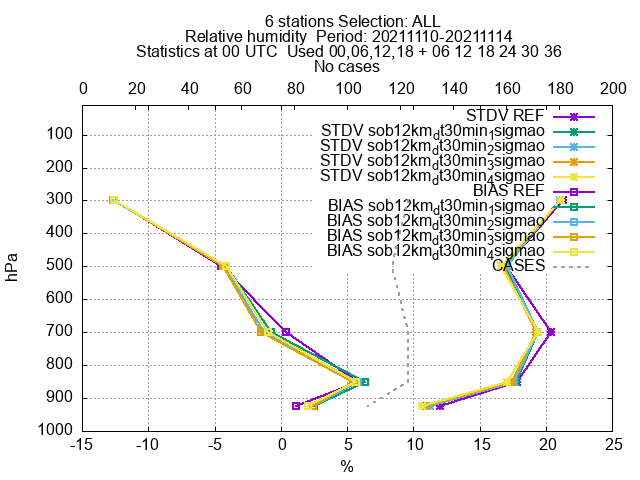 6 stations Selection: ALL
Relative humidity  Period: 20211110-20211114
Statistics at 00 UTC  Used 00,06,12,18 + 06 12 18 24 30 36
No cases
0 20 40 60 80 100 120 140 160 180 200
STDV REF
STDV sob12km_dt30min_1sigmao
STDV sob12km_dt30min_2sigmao
STDV sob12km_dt30min_3sigmao
STDV sob12km_dt30min_4sigmao
BIAS REF
BIAS sob12km_dt30min_1sigmao
BIAS sob12km_dt30min_2sigmao
BIAS sob12km_dt30min_3sigmao
BIAS sob12km_dt30min_4sigmao
CASES
100
200
300
400
500
600
700
800
900
1000
hPa
-15 -10 -5 0 5 10 15 20 25
%